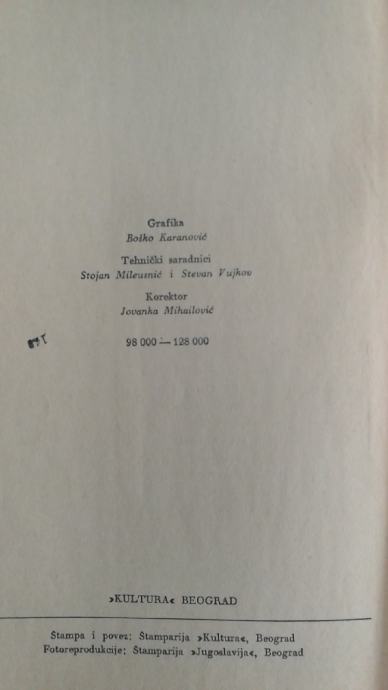 Grafika
Boško Karanović
Tehnički saradnici
Stojan Mileusnić i Stevan Vujkov
Korektor
Jovanka Mihailović
98 000 — 128 000
»KULTURA« BEOGRAD
Štampa i povez: Štamparija »Kultura«, Beograd
Fotoreprodukcije: Štamparija »Jugoslavija«, Beograd